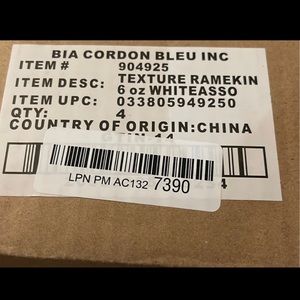 BIA CORDON BLEU INC
ITEM # 904925
ITEM DESC: TEXTURE RAMEKIN
6 oz WHITEASSO
ITEM UPC: 033805949250
QTY: 4
COUNTRY OF ORIGIN:CHINA
LPN PM AC132 7390